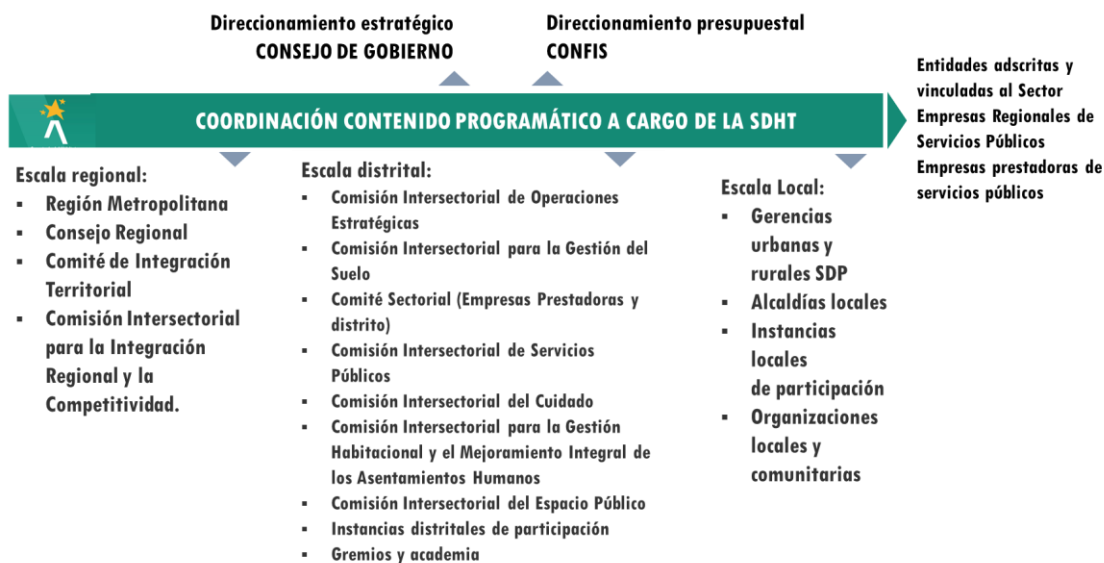 Direccionamiento estratégico
CONSEJO DE GOBIERNO
Direccionamiento presupuestal
CONFIS
COORDINACIÓN CONTENIDO PROGRAMÁTICO A CARGO DE LA SDHT
Entidades adscritas y
vinculadas al Sector
Empresas Regionales de
Servicios Públicos
Empresas prestadoras de
servicios públicos
Escala regional:
▪ Región Metropolitana
▪ Consejo Regional
▪ Comité de Integración
Territorial
▪ Comisión Intersectorial
para la Integración
Regional y la
Competitividad.
Escala distrital:
▪ Comisión Intersectorial de Operaciones
Estratégicas
▪ Comisión Intersectorial para la Gestión del
Suelo
▪ Comité Sectorial (Empresas Prestadoras y
distrito)
▪ Comisión Intersectorial de Servicios
Públicos
▪ Comisión Intersectorial del Cuidado
▪ Comisión Intersectorial para la Gestión
Habitacional y el Mejoramiento Integral de
los Asentamientos Humanos
▪ Comisión Intersectorial del Espacio Público
▪ Instancias distritales de participación
▪ Gremios y academia
Escala Local:
▪ Gerencias
urbanas y
rurales SDP
▪ Alcaldías locales
▪ Instancias
locales
de participación
▪ Organizaciones
locales y
comunitarias